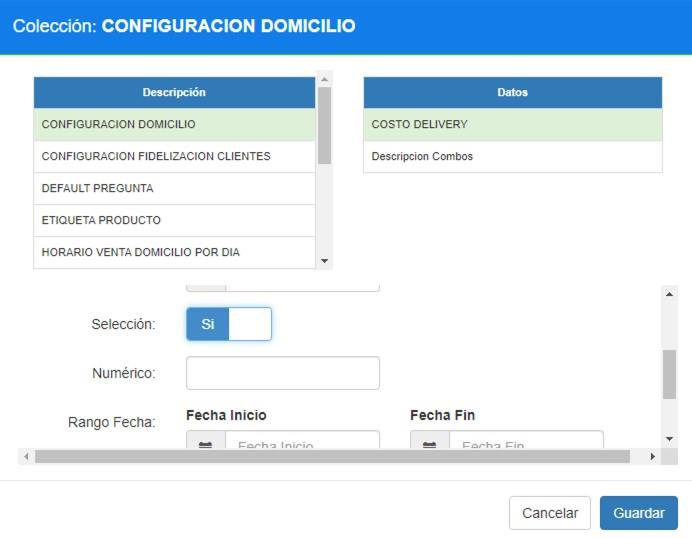 Colección: CONFIGURACION DOMICILIO
Descripción
CONFIGURACION DOMICILIO
CONFIGURACION FIDELIZACION CLIENTES
DEFAULT PREGUNTA
ETIQUETA PRODUCTO
HORARIO VENTA DOMICILIO POR DIA
Datos
COSTO DELIVERY
Descripcion Combos
Selección:
Si
Numérico:
Rango Fecha:
Fecha Inicio
Fecha Fin
Fecha Inicio
Fecha Fin
Cancelar
Guardar